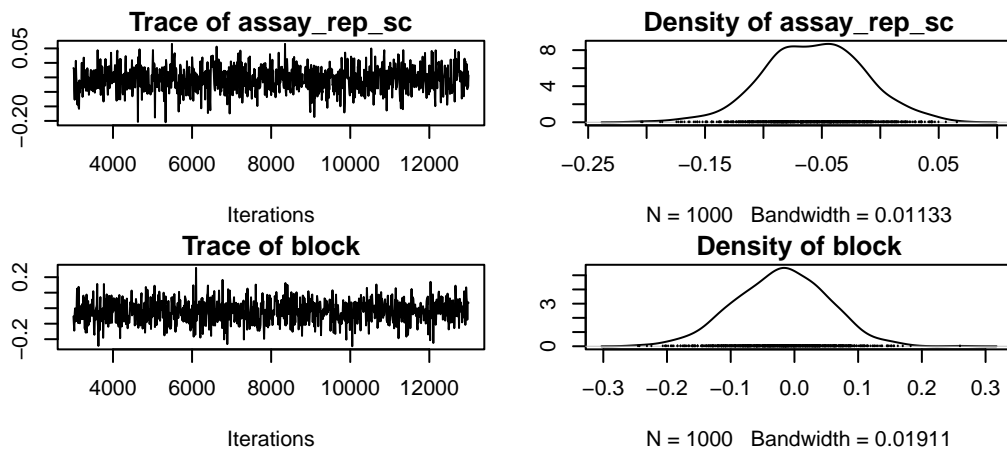 Trace of assay_rep_sc
0.05
−0.20
4000 6000 8000 10000 12000
Iterations
Density of assay_rep_sc
8
4
0
−0.25 −0.15 −0.05 0.05
N = 1000 Bandwidth = 0.01133
Trace of block
0.2
−0.2
4000 6000 8000 10000 12000
Iterations
Density of block
3
0
−0.3 −0.2 −0.1 0.0 0.1 0.2 0.3
N = 1000 Bandwidth = 0.01911